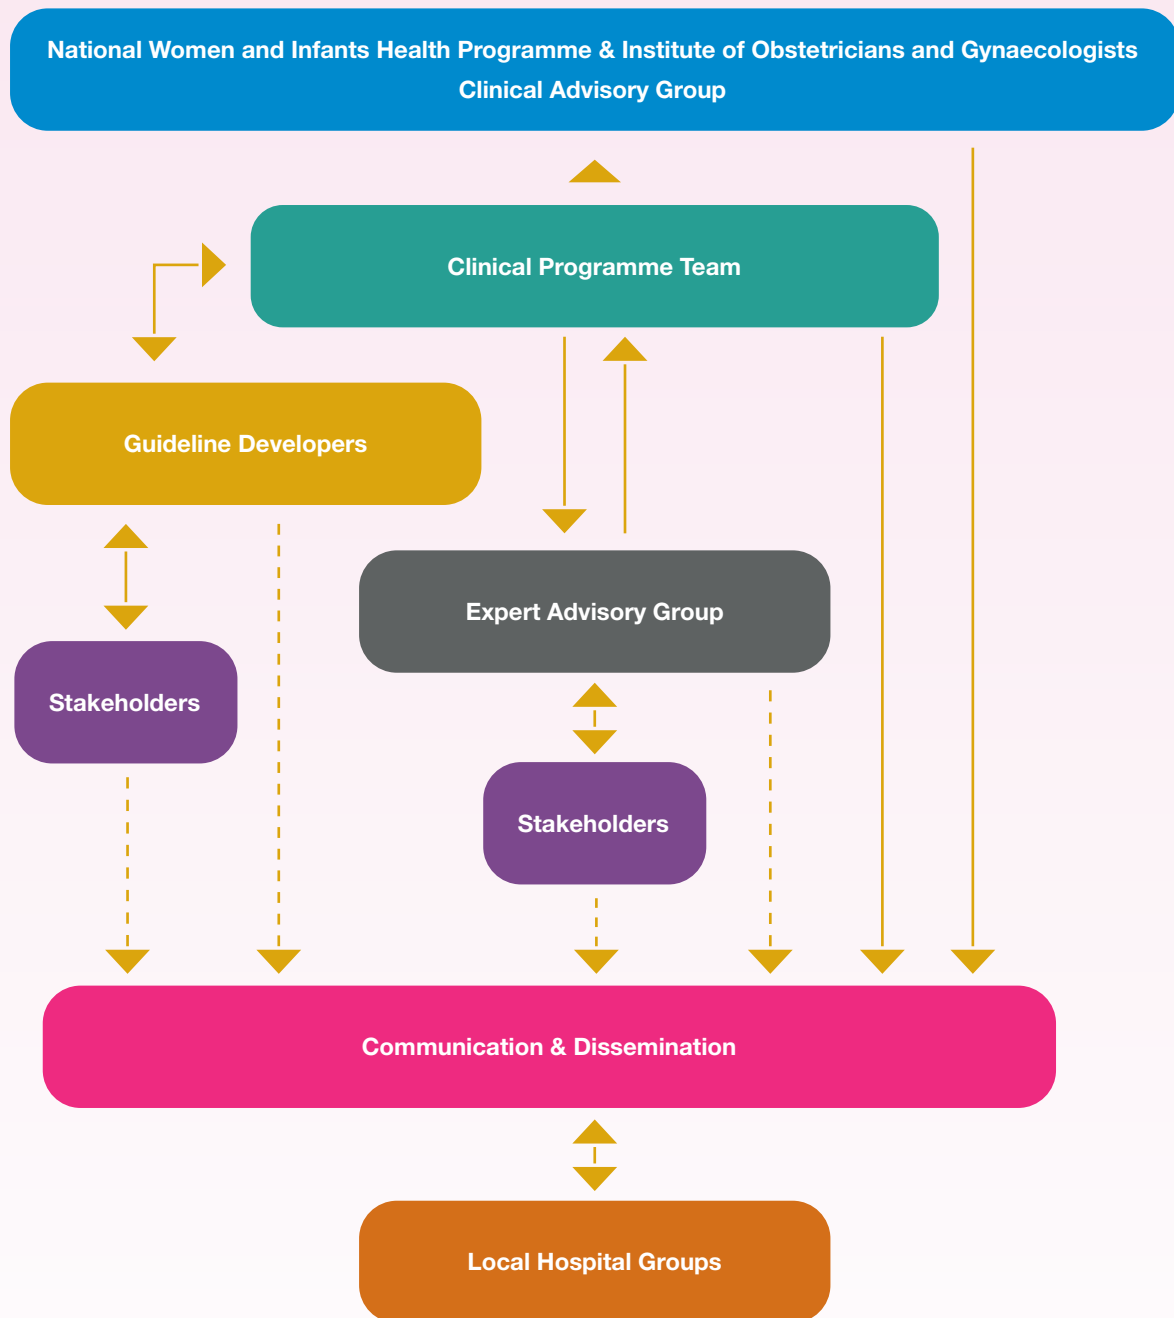 National Women and Infants Health Programme & Institute of Obstetricians and Gynaecologists
Clinical Advisory Group
Clinical Programme Team
Guideline Developers
Expert Advisory Group
Stakeholders
Stakeholders
Communication & Dissemination
Local Hospital Groups